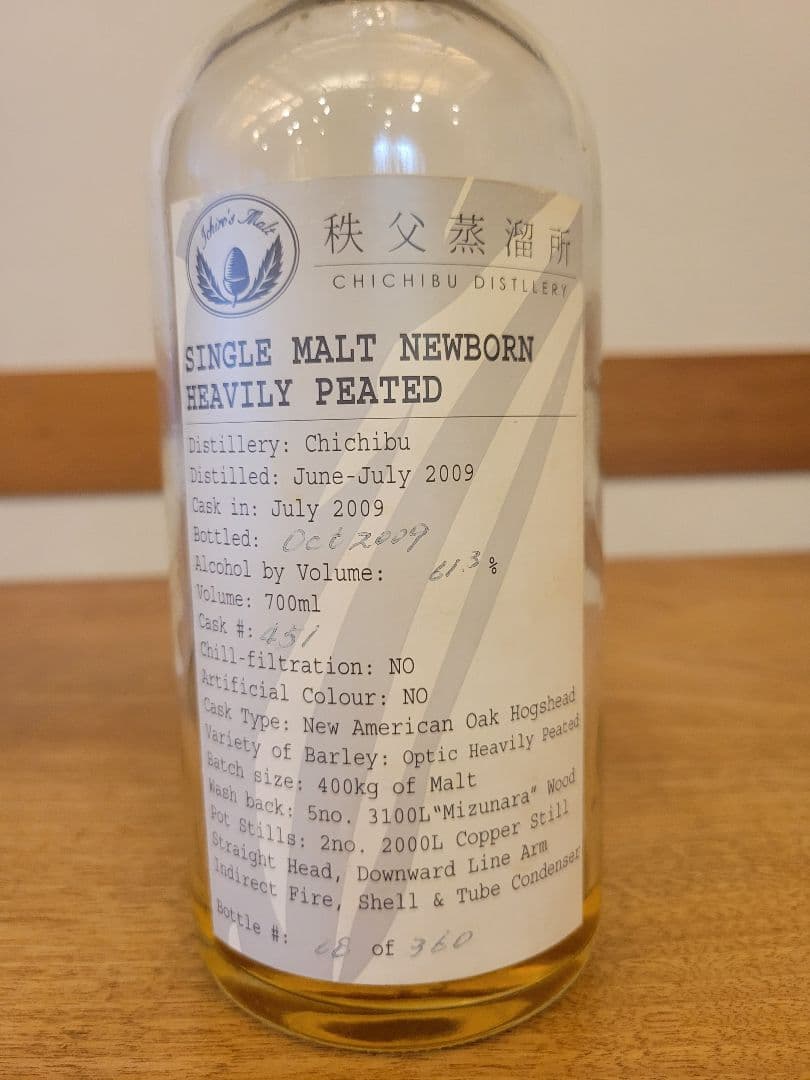 Ichiro's Malt
秩父蒸溜所
CHICHIBU DISTLLERY
SINGLE MALT NEWBORN
HEAVILY PEATED
Distillery: Chichibu
Distilled: June-July 2009
Cask in: July 2009
Bottled: Oct 2009
Alcohol by Volume: 61.3 %
Volume: 700ml
Cask #: 451
Chill-filtration: NO
Artificial Colour: NO
Cask Type: New American Oak Hogshead
Variety of Barley: Optic Heavily Peated
Batch size: 400kg of Malt
Wash back: 5no. 3100L"Mizunara" Wood
Pot Stills: 2no. 2000L Copper Still
Straight Head, Downward Line Arm
Indirect Fire, Shell & Tube Condenser
Bottle #: of 360